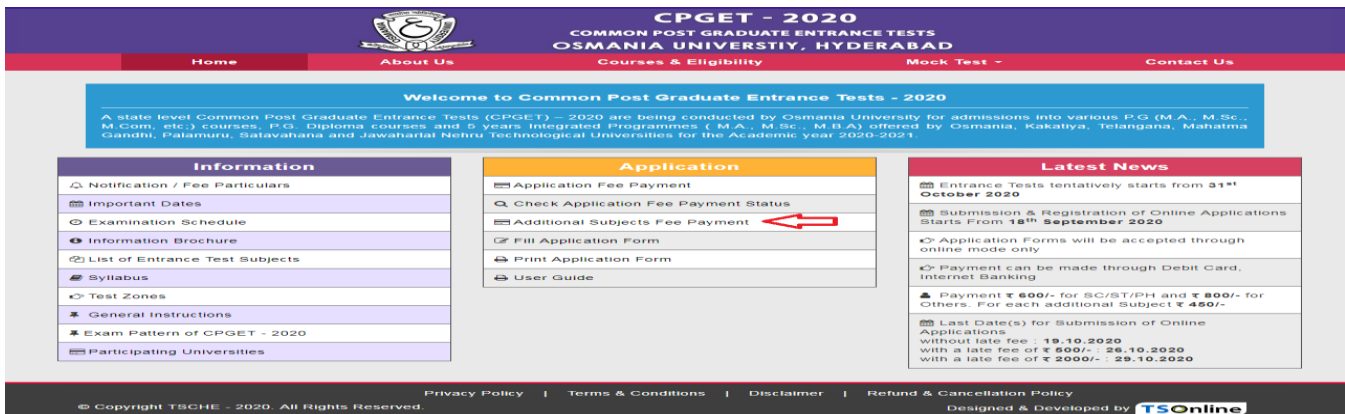 CPGET - 2020
COMMON POST GRADUATE ENTRANCE TESTS
OSMANIA UNIVERSTIY, HYDERABAD
Home About Us Courses & Eligibility Mock Test Contact Us
Welcome to Common Post Graduate Entrance Tests - 2020
A state level Common Post Graduate Entrance Tests (CPGET) – 2020 are being conducted by Osmania University for admissions into various P.G (M.A., M.Sc.,
M.Com, etc;) courses, P.G. Diploma courses and 5 years Integrated Programmes ( M.A., M.Sc., M.B.A) offered by Osmania, Kakatiya, Telangana, Mahatma
Gandhi, Palamuru, Satavahana and Jawaharlal Nehru Technological Universities for the Academic year 2020-2021.
Information
Notification / Fee Particulars
Important Dates
Examination Schedule
Information Brochure
List of Entrance Test Subjects
Syllabus
Test Zones
General Instructions
Exam Pattern of CPGET - 2020
Participating Universities
Application
Application Fee Payment
Check Application Fee Payment Status
Additional Subjects Fee Payment
Fill Application Form
Print Application Form
User Guide
Latest News
Entrance Tests tentatively starts from 31st
October 2020
Submission & Registration of Online Applications
Starts From 18th September 2020
Application Forms will be accepted through
online mode only
Payment can be made through Debit Card,
Internet Banking
Payment ₹ 600/- for SC/ST/PH and ₹ 800/- for
Others. For each additional Subject ₹ 450/-
Last Date(s) for Submission of Online
Applications
without late fee : 19.10.2020
with a late fee of ₹ 500/- : 26.10.2020
with a late fee of ₹ 2000/- : 29.10.2020
Privacy Policy | Terms & Conditions | Disclaimer | Refund & Cancellation Policy
© Copyright TSCHE - 2020. All Rights Reserved. Designed & Developed by TSOnline